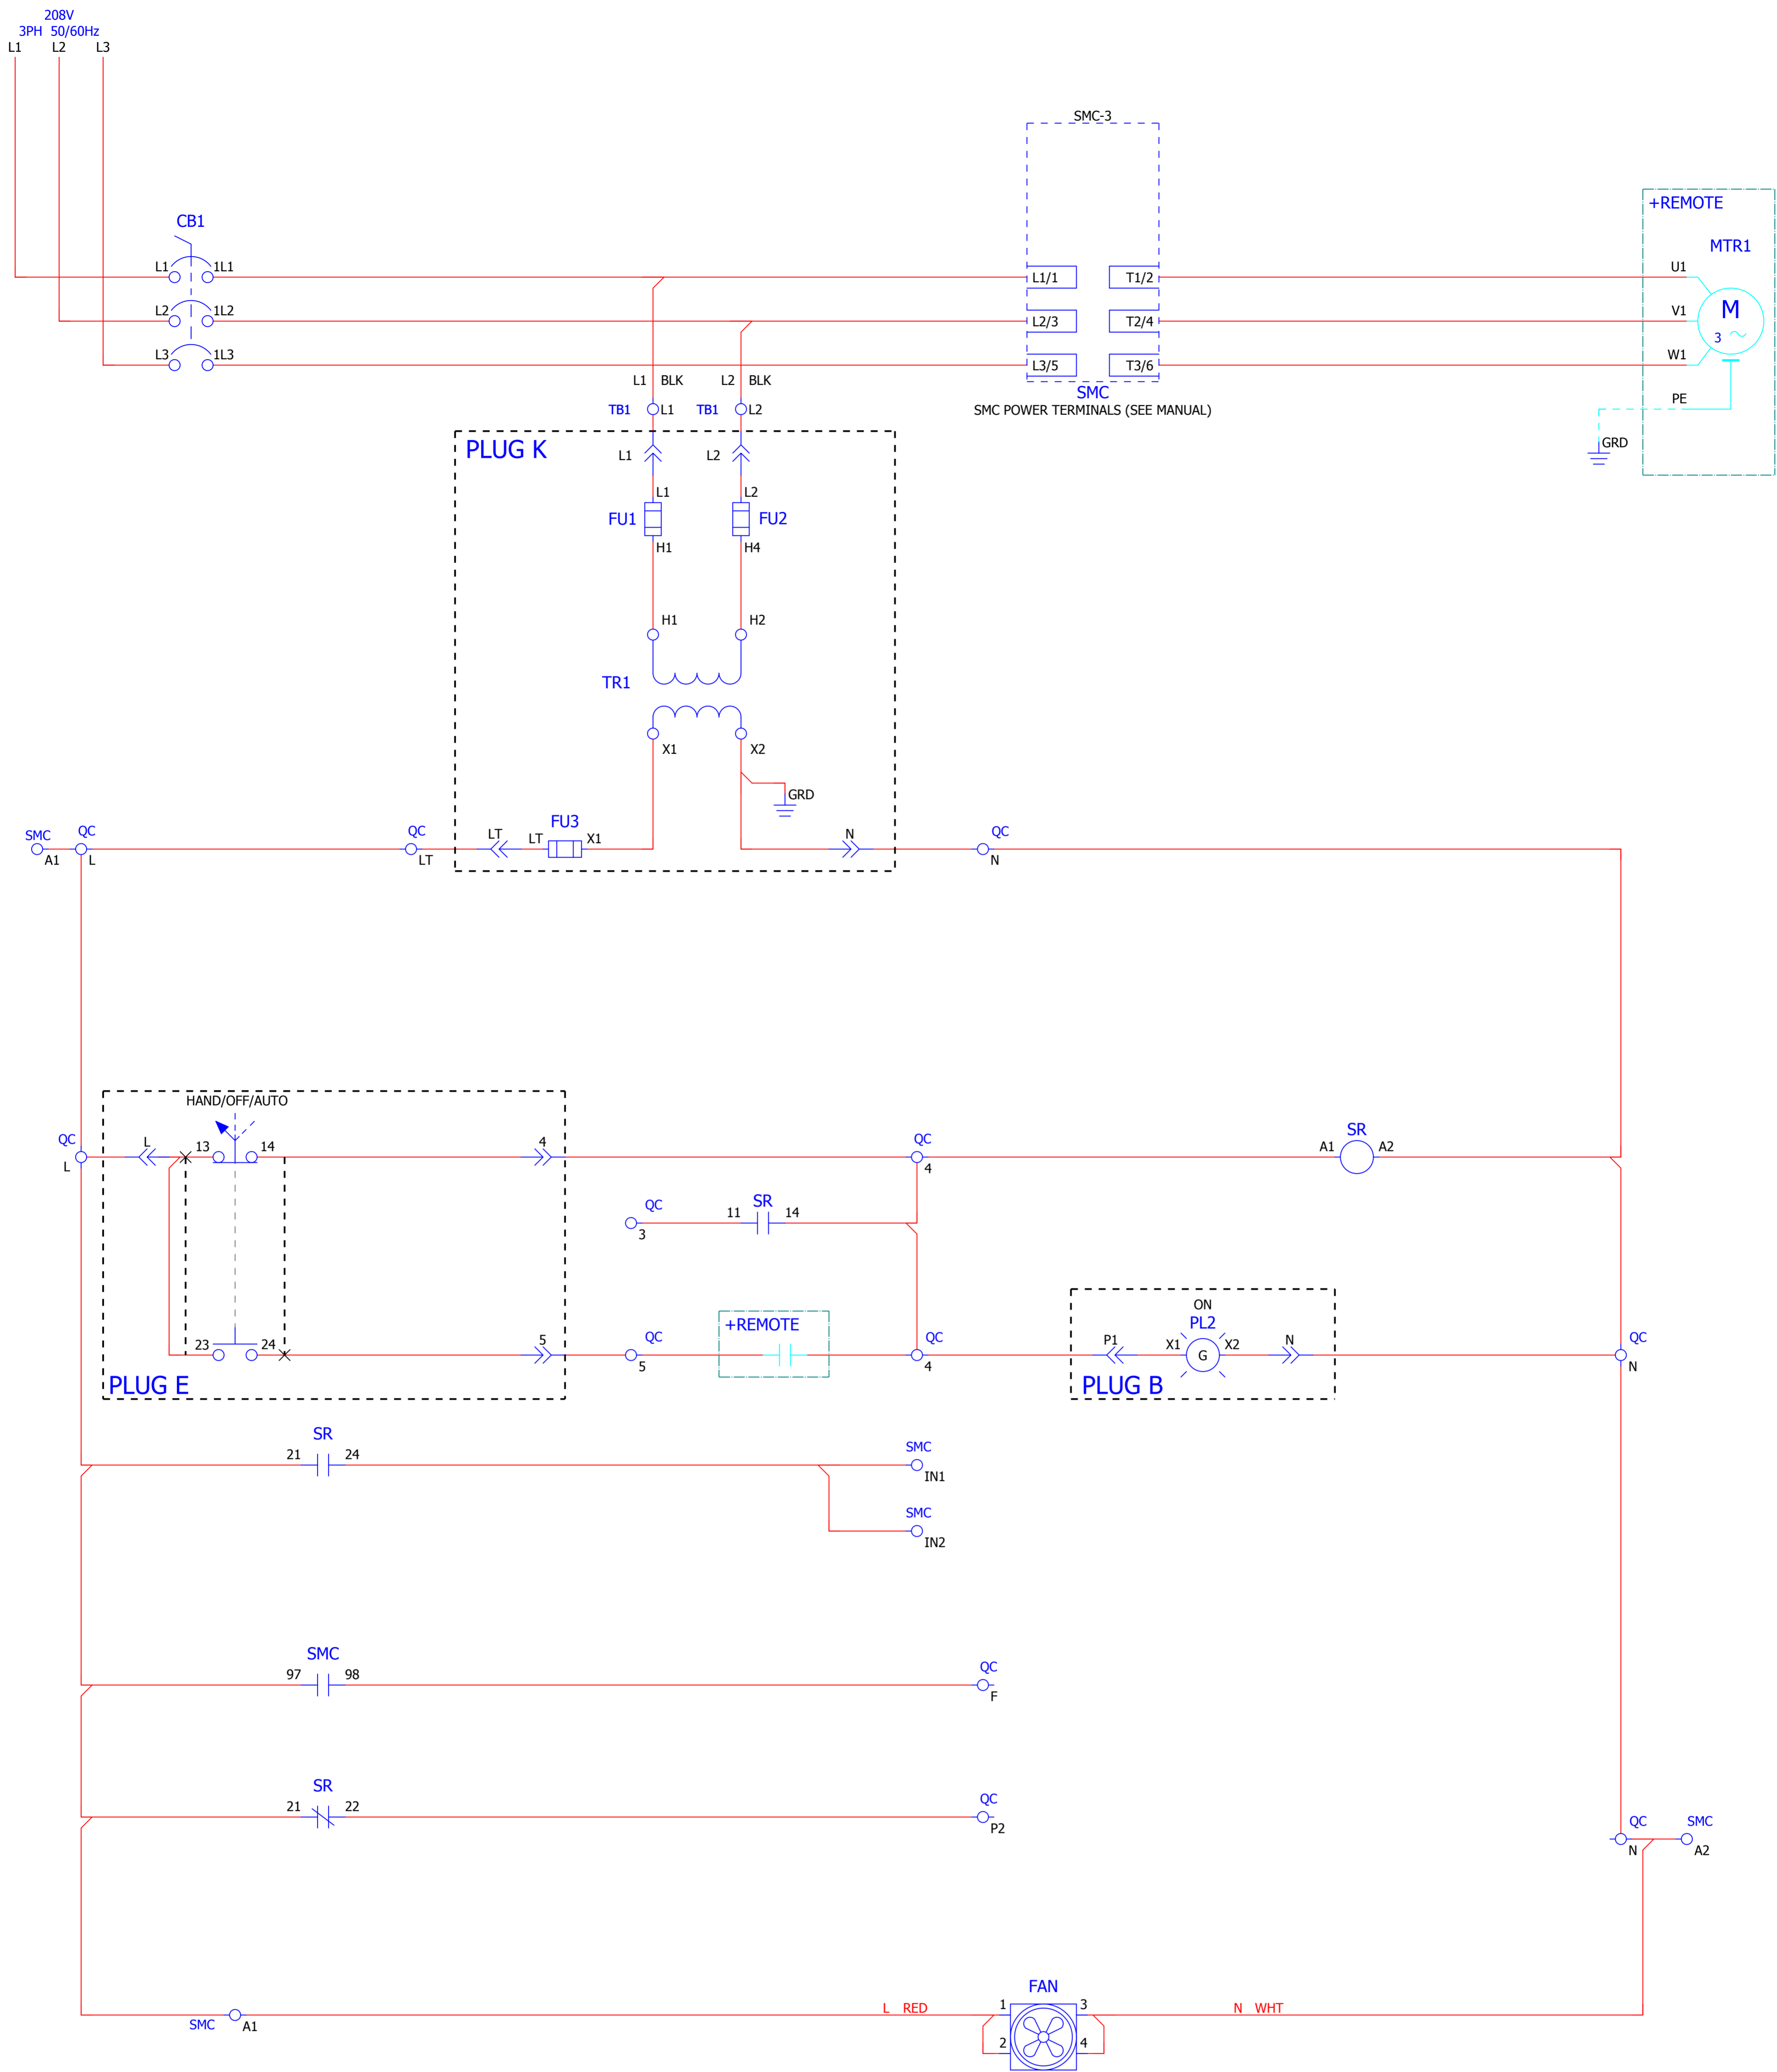 208V
3PH 50/60Hz
L1 L2 L3
SMC-3
+REMOTE
CB1
MTR1
L1 1L1 L1/1 T1/2 U1
L2 1L2 L2/3 T2/4 V1
M
3
L3 1L3 L3/5 T3/6 W1
L1 BLK L2 BLK
SMC
PE
TB1 L1 TB1 L2
SMC POWER TERMINALS (SEE MANUAL)
GRD
PLUG K
L1 L2
L1 L2
FU1 FU2
H1 H4
H1 H2
TR1
X1 X2
GRD
FU3
SMC QC QC LT LT X1 N QC
A1 L LT N
HAND/OFF/AUTO
QC L 13 14 4 QC SR
A1 A2
L 4
QC SR
11 14
3
ON
+REMOTE PL2
23 24 5 QC QC P1 X1 X2 N QC
G
5 4 N
PLUG E PLUG B
SR
21 24 SMC
IN1
SMC
IN2
SMC
97 98 QC
F
SR
21 22 QC
P2
QC SMC
N A2
FAN
L RED 1 3 N WHT
SMC A1
2 4